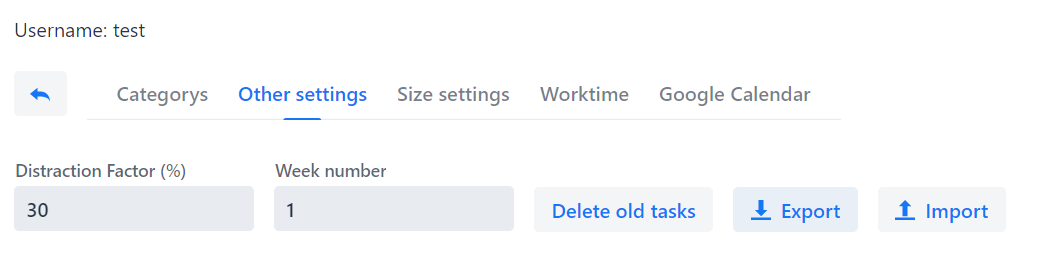 Username: test
Categorys Other settings Size settings Worktime Google Calendar
Distraction Factor (%) Week number
30 1 Delete old tasks Export Import